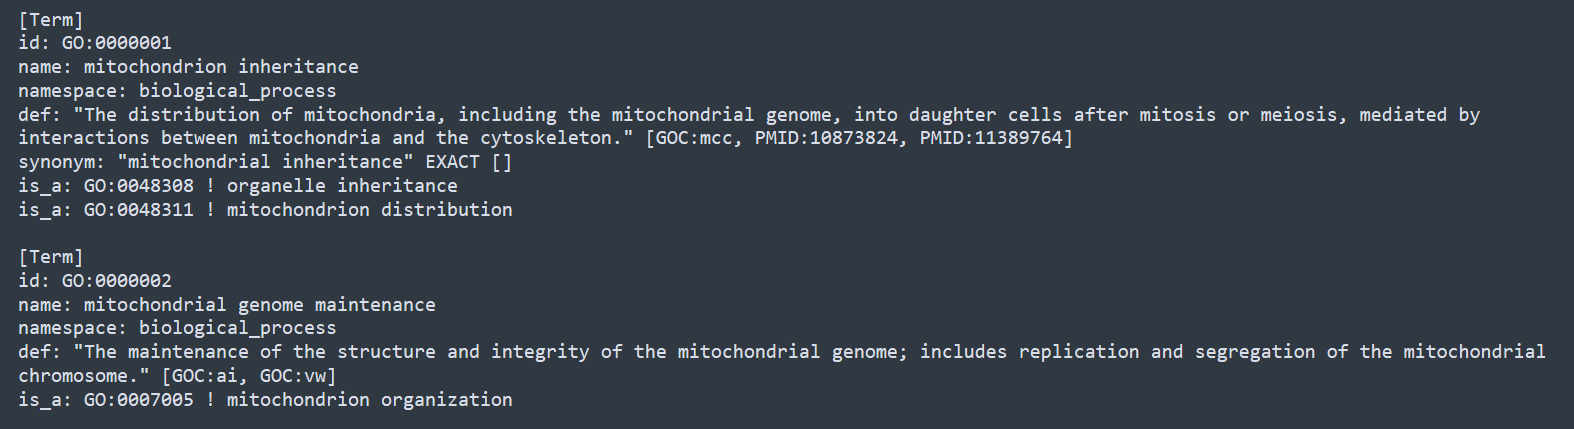 [Term]
id: GO:0000001
name: mitochondrion inheritance
namespace: biological_process
def: "The distribution of mitochondria, including the mitochondrial genome, into daughter cells after mitosis or meiosis, mediated by
interactions between mitochondria and the cytoskeleton." [GOC:mcc, PMID:10873824, PMID:11389764]
synonym: "mitochondrial inheritance" EXACT []
is_a: GO:0048308 ! organelle inheritance
is_a: GO:0048311 ! mitochondrion distribution

[Term]
id: GO:0000002
name: mitochondrial genome maintenance
namespace: biological_process
def: "The maintenance of the structure and integrity of the mitochondrial genome; includes replication and segregation of the mitochondrial
chromosome." [GOC:ai, GOC:vw]
is_a: GO:0007005 ! mitochondrion organization